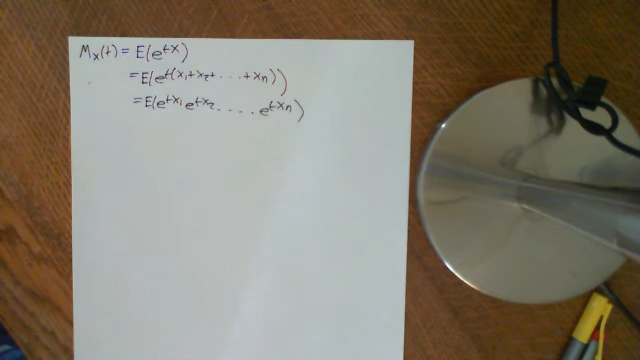 Mx(t) = E(e^tx)
= E(e^t(x₁+x₂+ ... +xn))
= E(e^tx₁ e^tx₂ ..... e^txn)